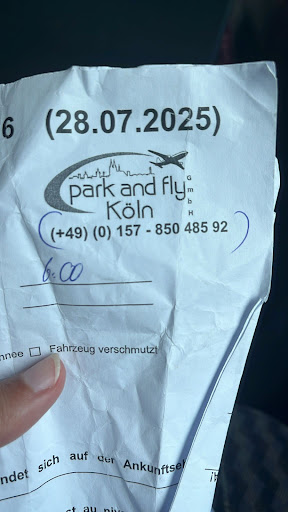 6 (28.07.2025)
park and fly GmbH
Köln
(+49) (0) 157 - 850 485 92
6:00
nnee ☐ Fahrzeug verschmutzt
ndet sich auf der Ankunftse